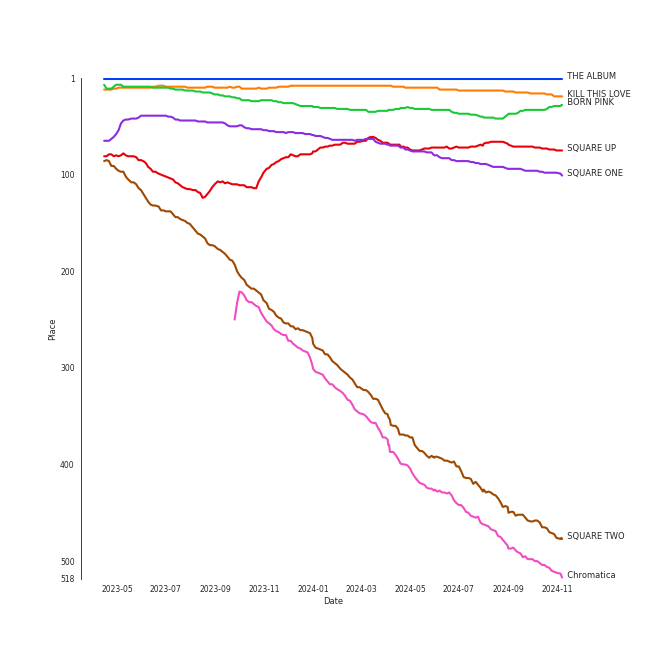 1
100
200
300
400
500
518
Place
THE ALBUM
KILL THIS LOVE
BORN PINK
SQUARE UP
SQUARE ONE
SQUARE TWO
Chromatica
2023-05 2023-07 2023-09 2023-11 2024-01 2024-03 2024-05 2024-07 2024-09 2024-11
Date